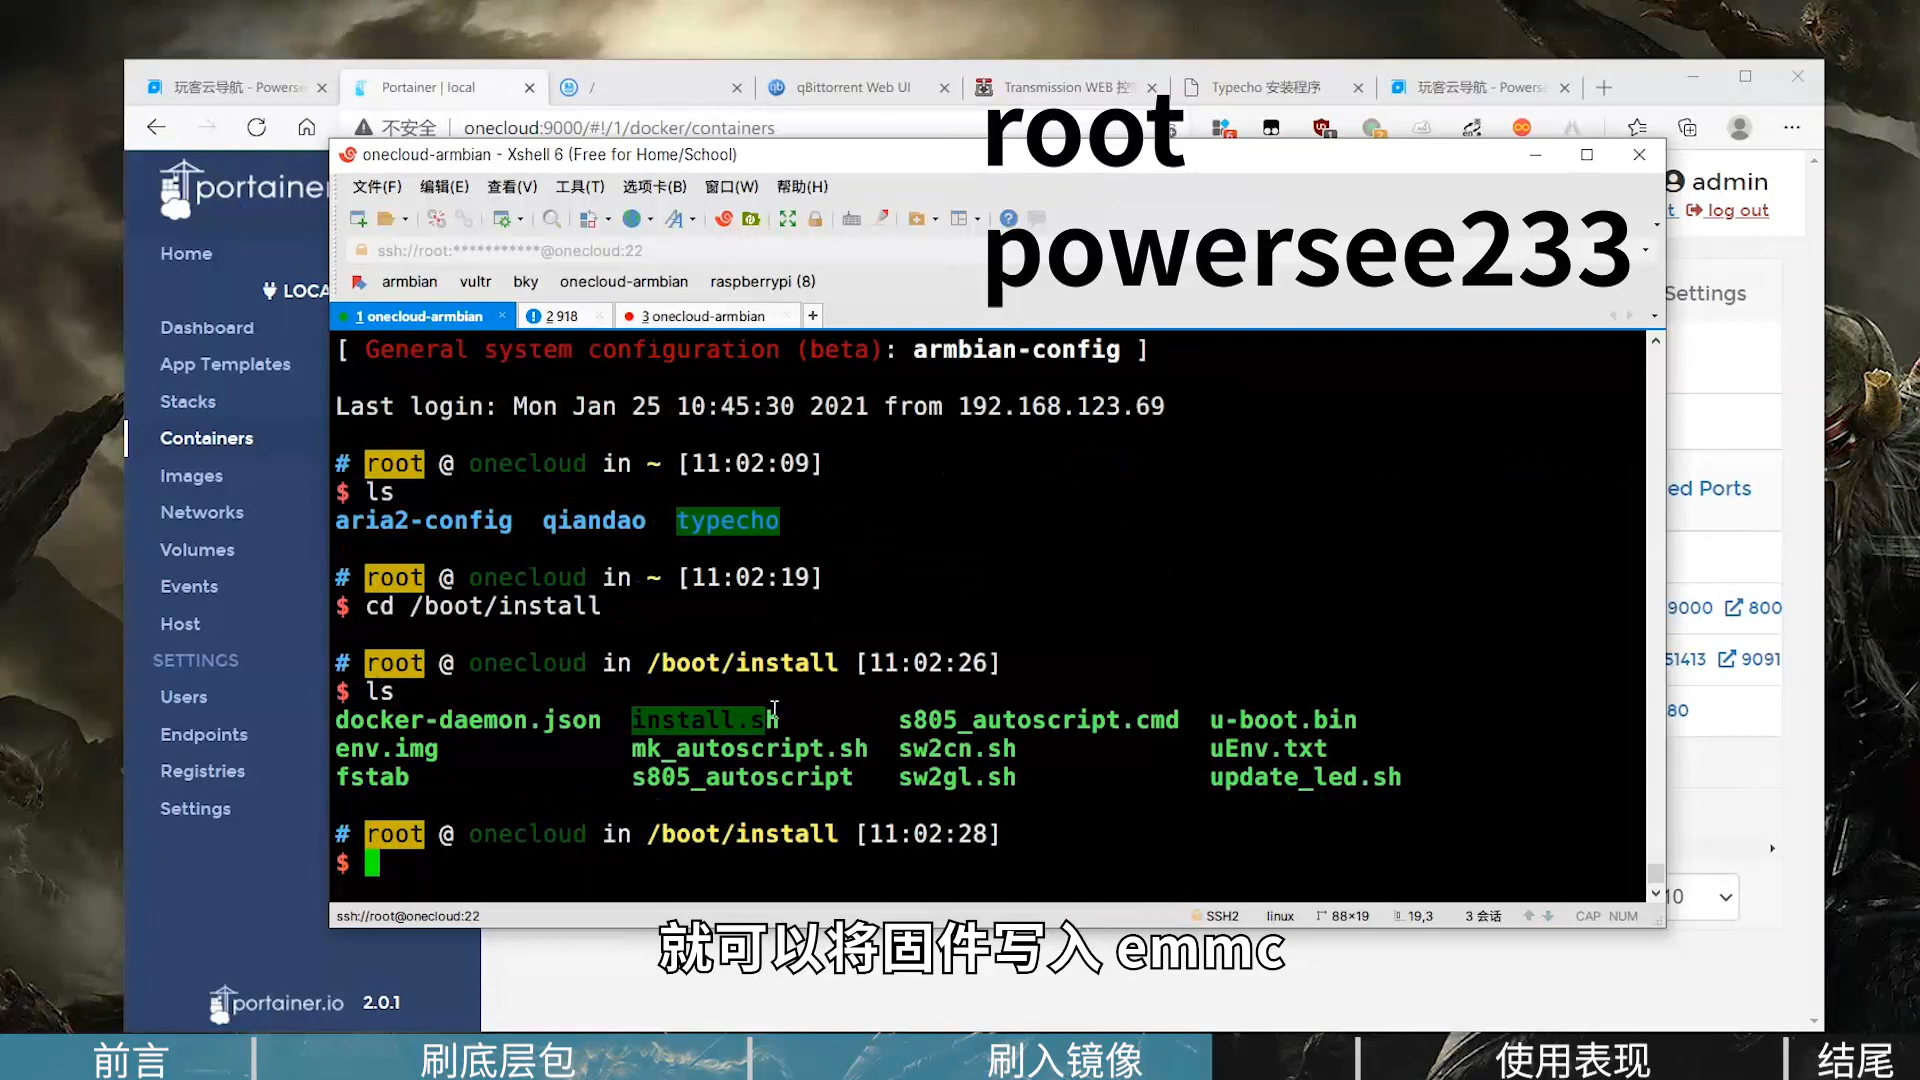 玩客云导航 - Powerse
Portainer | local
/
qBittorrent Web UI
Transmission WEB 控
Typecho 安装程序
玩客云导航 - Powers
不安全
onecloud:9000/#!/1/docker/containers
root
powersee233
portainer
Home
LOCA
Dashboard
App Templates
Stacks
Containers
Images
Networks
Volumes
Events
Host
SETTINGS
Users
Endpoints
Registries
Settings
portainer.io 2.0.1
admin
log out
Settings
ed Ports
9000 800
51413 9091
80
10
onecloud-armbian - Xshell 6 (Free for Home/School)
文件(F) 编辑(E) 查看(V) 工具(T) 选项卡(B) 窗口(W) 帮助(H)
ssh://root:***********@onecloud:22
armbian vultr bky onecloud-armbian raspberrypi (8)
1 onecloud-armbian
2 918
3 onecloud-armbian
+
[ General system configuration (beta): armbian-config ]
Last login: Mon Jan 25 10:45:30 2021 from 192.168.123.69
# root @ onecloud in ~ [11:02:09]
$ ls
aria2-config qiandao typecho
# root @ onecloud in ~ [11:02:19]
$ cd /boot/install
# root @ onecloud in /boot/install [11:02:26]
$ ls
docker-daemon.json install.sh s805_autoscript.cmd u-boot.bin
env.img mk_autoscript.sh sw2cn.sh uEnv.txt
fstab s805_autoscript sw2gl.sh update_led.sh
# root @ onecloud in /boot/install [11:02:28]
$
ssh://root@onecloud:22
SSH2 linux 88×19 19,3 3 会话 CAP NUM
就可以将固件写入 emmc
前言
刷底层包
刷入镜像
使用表现
结尾